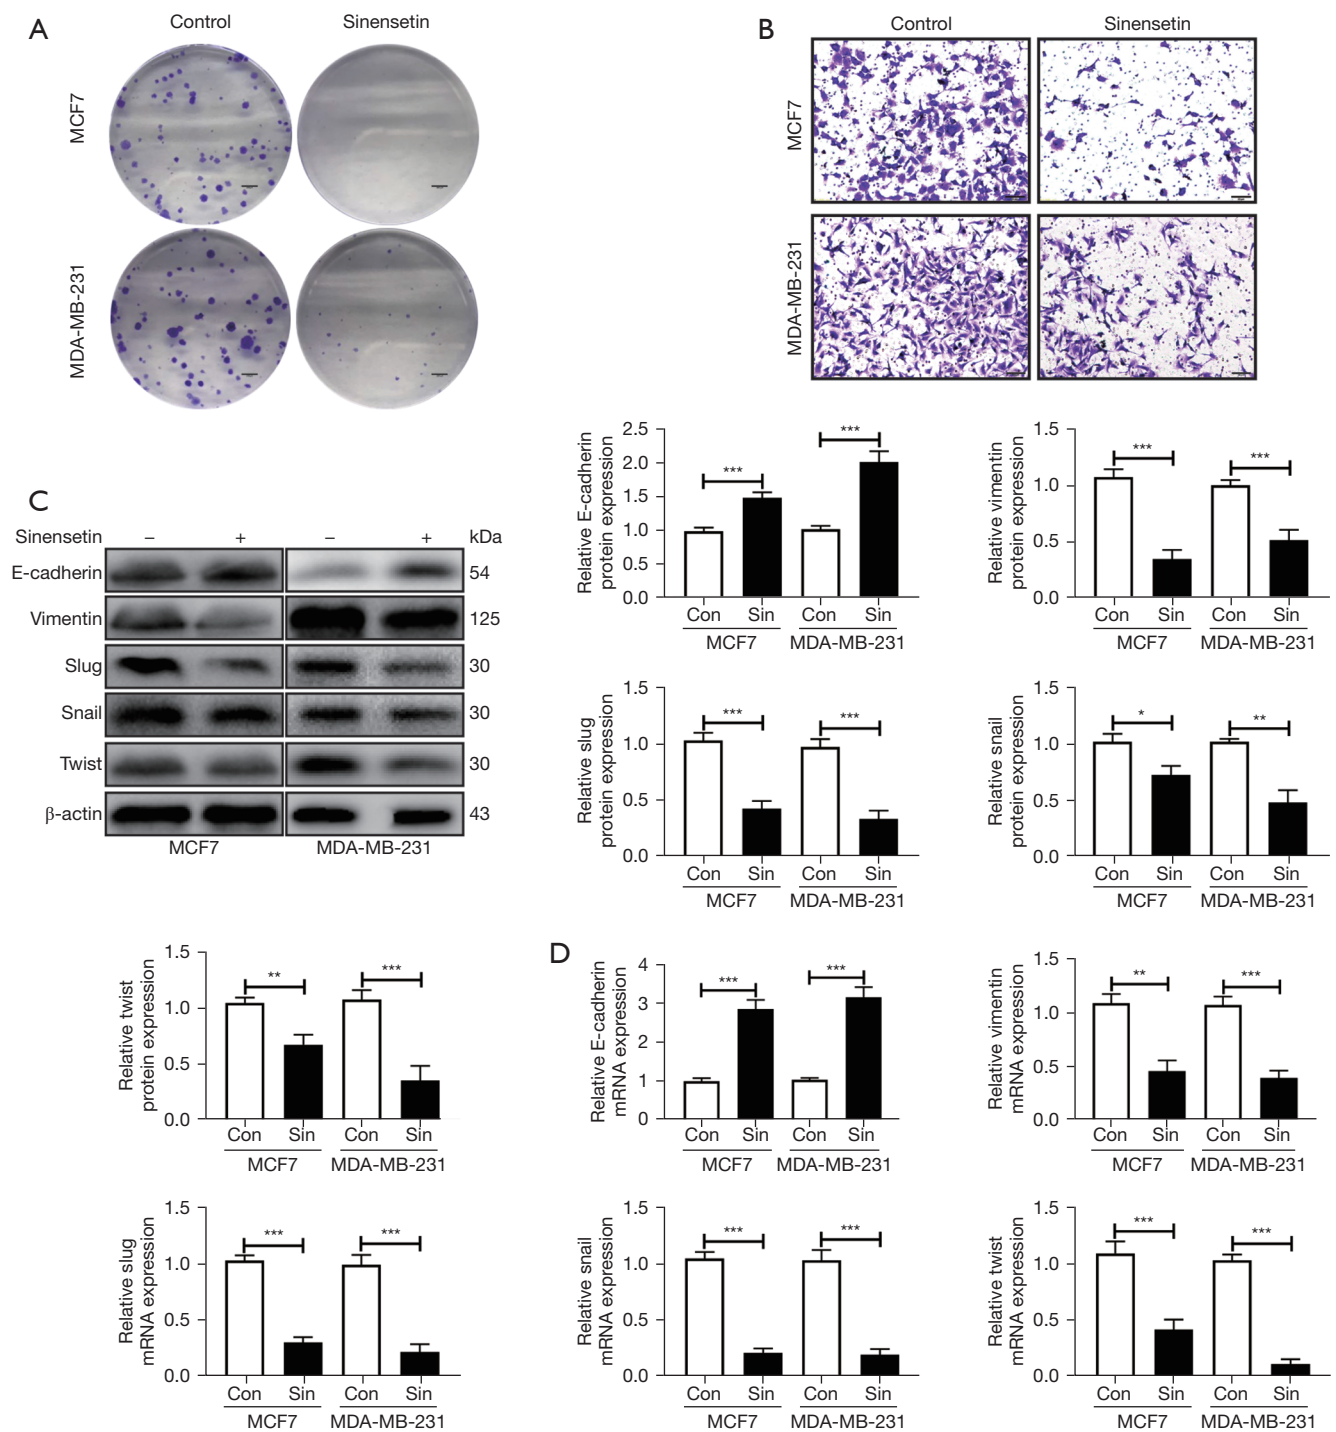 A
Control
Sinensetin
MCF7
MDA-MB-231
B
Control
Sinensetin
MCF7
MDA-MB-231
C
Sinensetin – + – + kDa
E-cadherin 54
Vimentin 125
Slug 30
Snail 30
Twist 30
β-actin 43
MCF7 MDA-MB-231
Relative E-cadherin
protein expression
2.5
2.0
1.5
1.0
0.5
0.0
***
***
Con Sin Con Sin
MCF7 MDA-MB-231
Relative vimentin
protein expression
1.5
1.0
0.5
0.0
***
***
Con Sin Con Sin
MCF7 MDA-MB-231
Relative slug
protein expression
1.5
1.0
0.5
0.0
***
***
Con Sin Con Sin
MCF7 MDA-MB-231
Relative snail
protein expression
1.5
1.0
0.5
0.0
*
**
Con Sin Con Sin
MCF7 MDA-MB-231
Relative twist
protein expression
1.5
1.0
0.5
0.0
**
***
Con Sin Con Sin
MCF7 MDA-MB-231
D
Relative E-cadherin
mRNA expression
4
3
2
1
0
***
***
Con Sin Con Sin
MCF7 MDA-MB-231
Relative vimentin
mRNA expression
1.5
1.0
0.5
0.0
**
***
Con Sin Con Sin
MCF7 MDA-MB-231
Relative slug
mRNA expression
1.5
1.0
0.5
0.0
***
***
Con Sin Con Sin
MCF7 MDA-MB-231
Relative snail
mRNA expression
1.5
1.0
0.5
0.0
***
***
Con Sin Con Sin
MCF7 MDA-MB-231
Relative twist
mRNA expression
1.5
1.0
0.5
0.0
***
***
Con Sin Con Sin
MCF7 MDA-MB-231